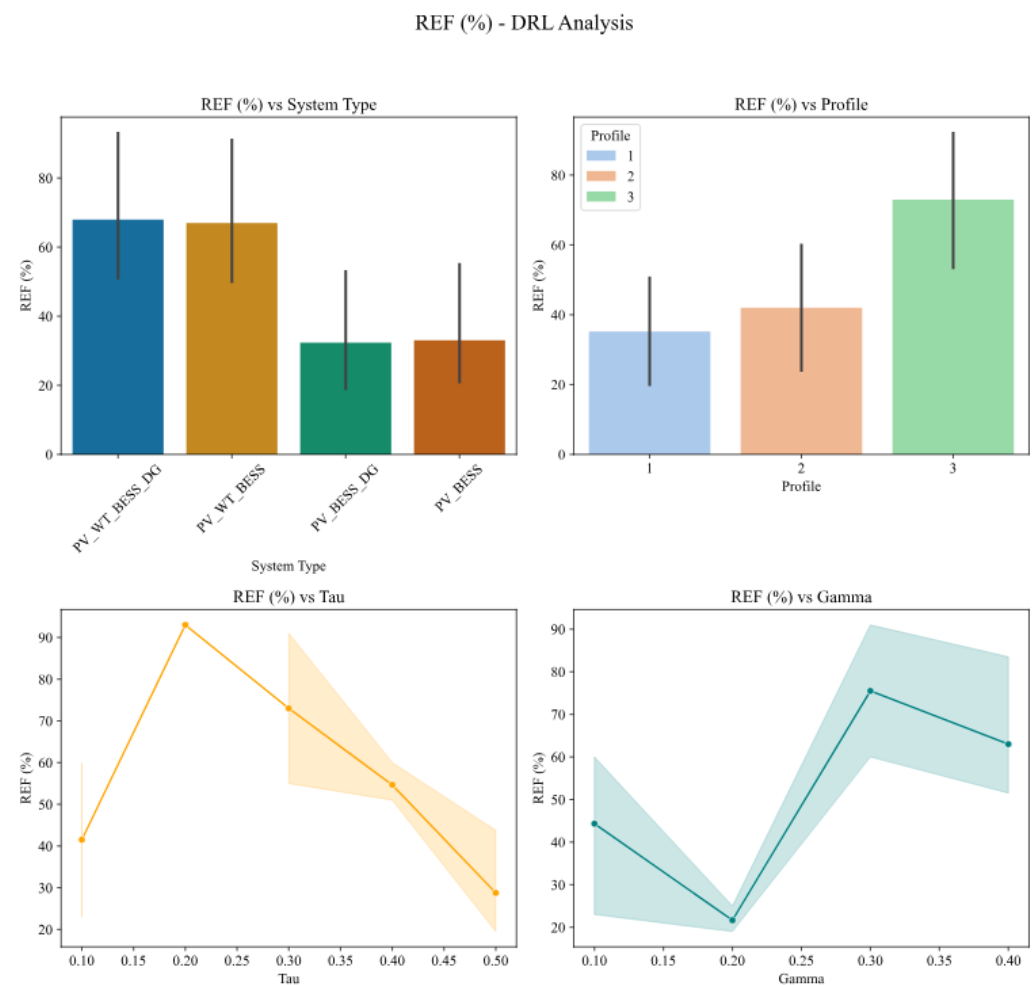 REF (%) - DRL Analysis
REF (%) vs System Type
REF (%)
80
60
40
20
0
PV_WT_BESS_DG
PV_WT_BESS
PV_BESS_DG
PV_BESS
System Type
REF (%) vs Profile
Profile
1
2
3
REF (%)
80
60
40
20
0
1
2
3
Profile
REF (%) vs Tau
REF (%)
90
80
70
60
50
40
30
20
0.10
0.15
0.20
0.25
0.30
0.35
0.40
0.45
0.50
Tau
REF (%) vs Gamma
REF (%)
90
80
70
60
50
40
30
20
0.10
0.15
0.20
0.25
0.30
0.35
0.40
Gamma